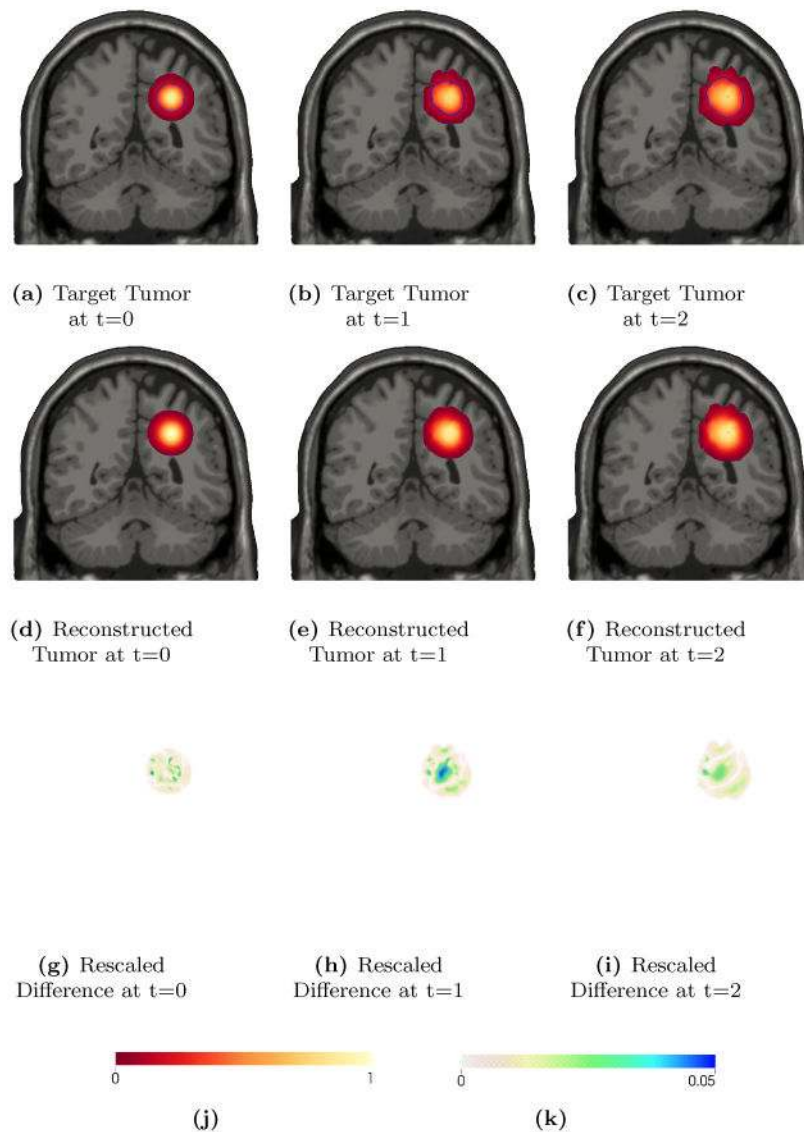 (a) Target Tumor
at t=0
(b) Target Tumor
at t=1
(c) Target Tumor
at t=2
(d) Reconstructed
Tumor at t=0
(e) Reconstructed
Tumor at t=1
(f) Reconstructed
Tumor at t=2
(g) Rescaled
Difference at t=0
(h) Rescaled
Difference at t=1
(i) Rescaled
Difference at t=2
0 1
(j)
0 0.05
(k)